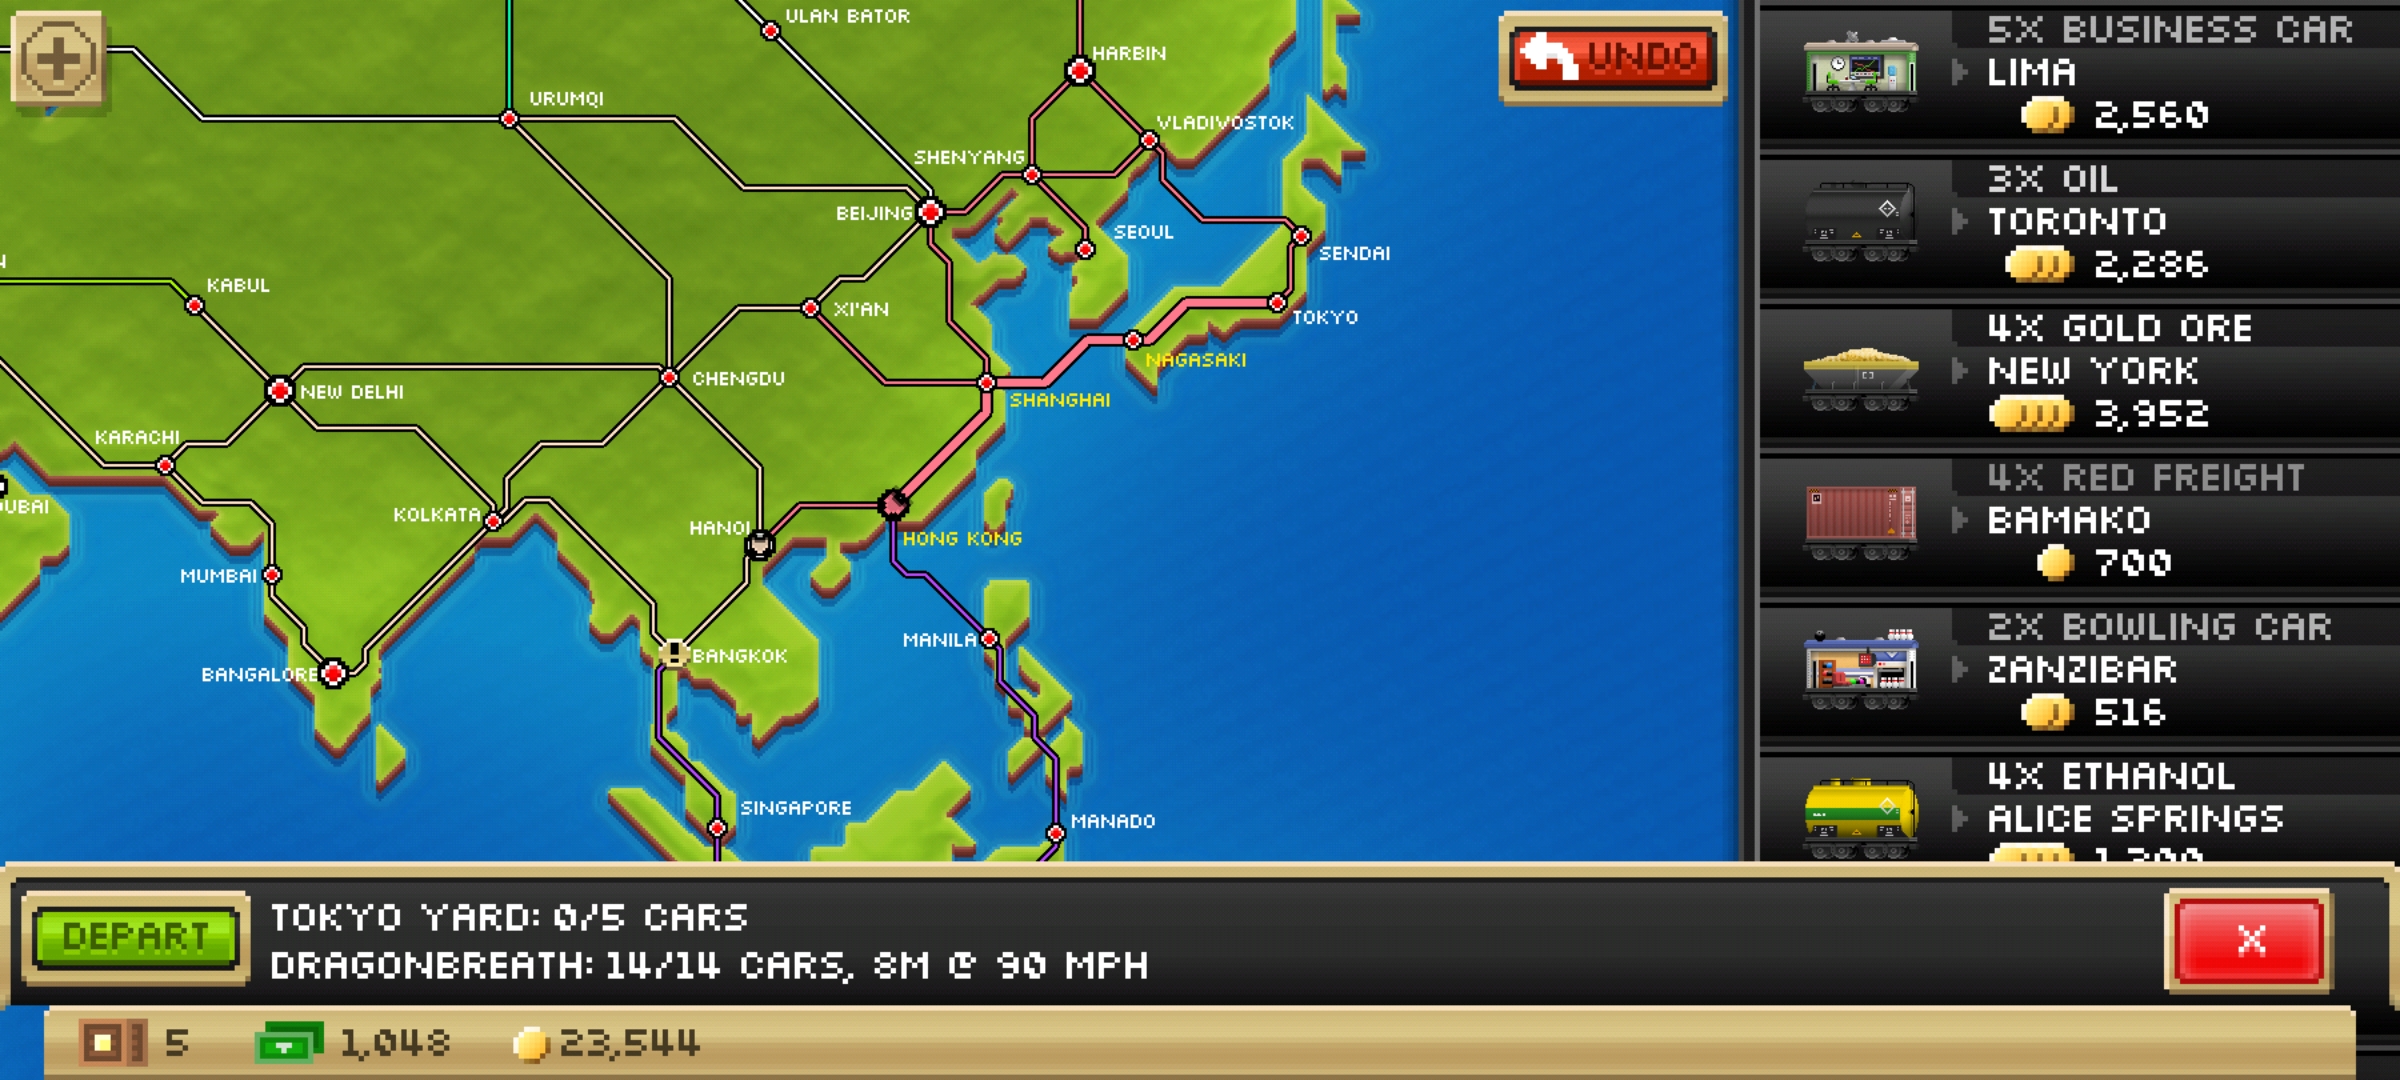 ULAN BATOR
HARBIN
UNDO
URUMQI
VLADIVOSTOK
SHENYANG
BEIJING
SEOUL
SENDAI
KABUL
XI'AN
TOKYO
NAGASAKI
NEW DELHI
CHENGDU
SHANGHAI
KARACHI
UBAI
KOLKATA
HANOI
HONG KONG
MUMBAI
MANILA
BANGKOK
BANGALORE
SINGAPORE
MANADO
5X BUSINESS CAR
LIMA
2,560
3X OIL
TORONTO
2,286
4X GOLD ORE
NEW YORK
3,952
4X RED FREIGHT
BAMAKO
700
2X BOWLING CAR
ZANZIBAR
516
4X ETHANOL
ALICE SPRINGS
DEPART
TOKYO YARD: 0/5 CARS
DRAGONBREATH: 14/14 CARS, 8M @ 90 MPH
X
5
1,048
23,544